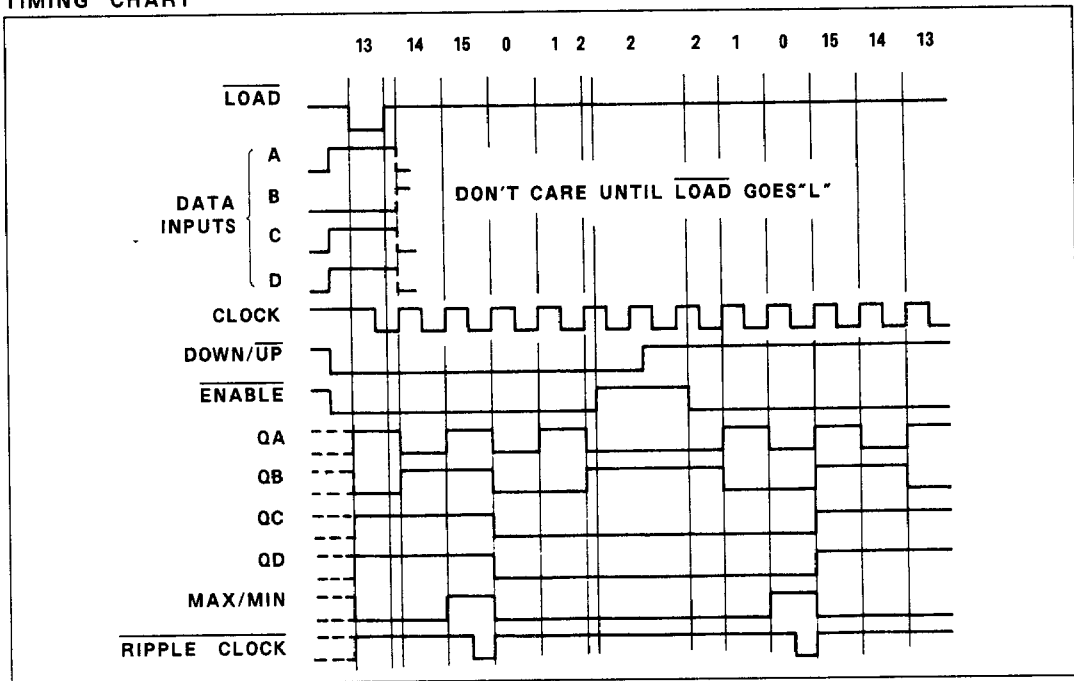 TIMING CHART
13 14 15 0 1 2 2 2 1 0 15 14 13
LOAD
A
B
DATA INPUTS
C
D
DON'T CARE UNTIL LOAD GOES"L"
CLOCK
DOWN/UP
ENABLE
QA
QB
QC
QD
MAX/MIN
RIPPLE CLOCK